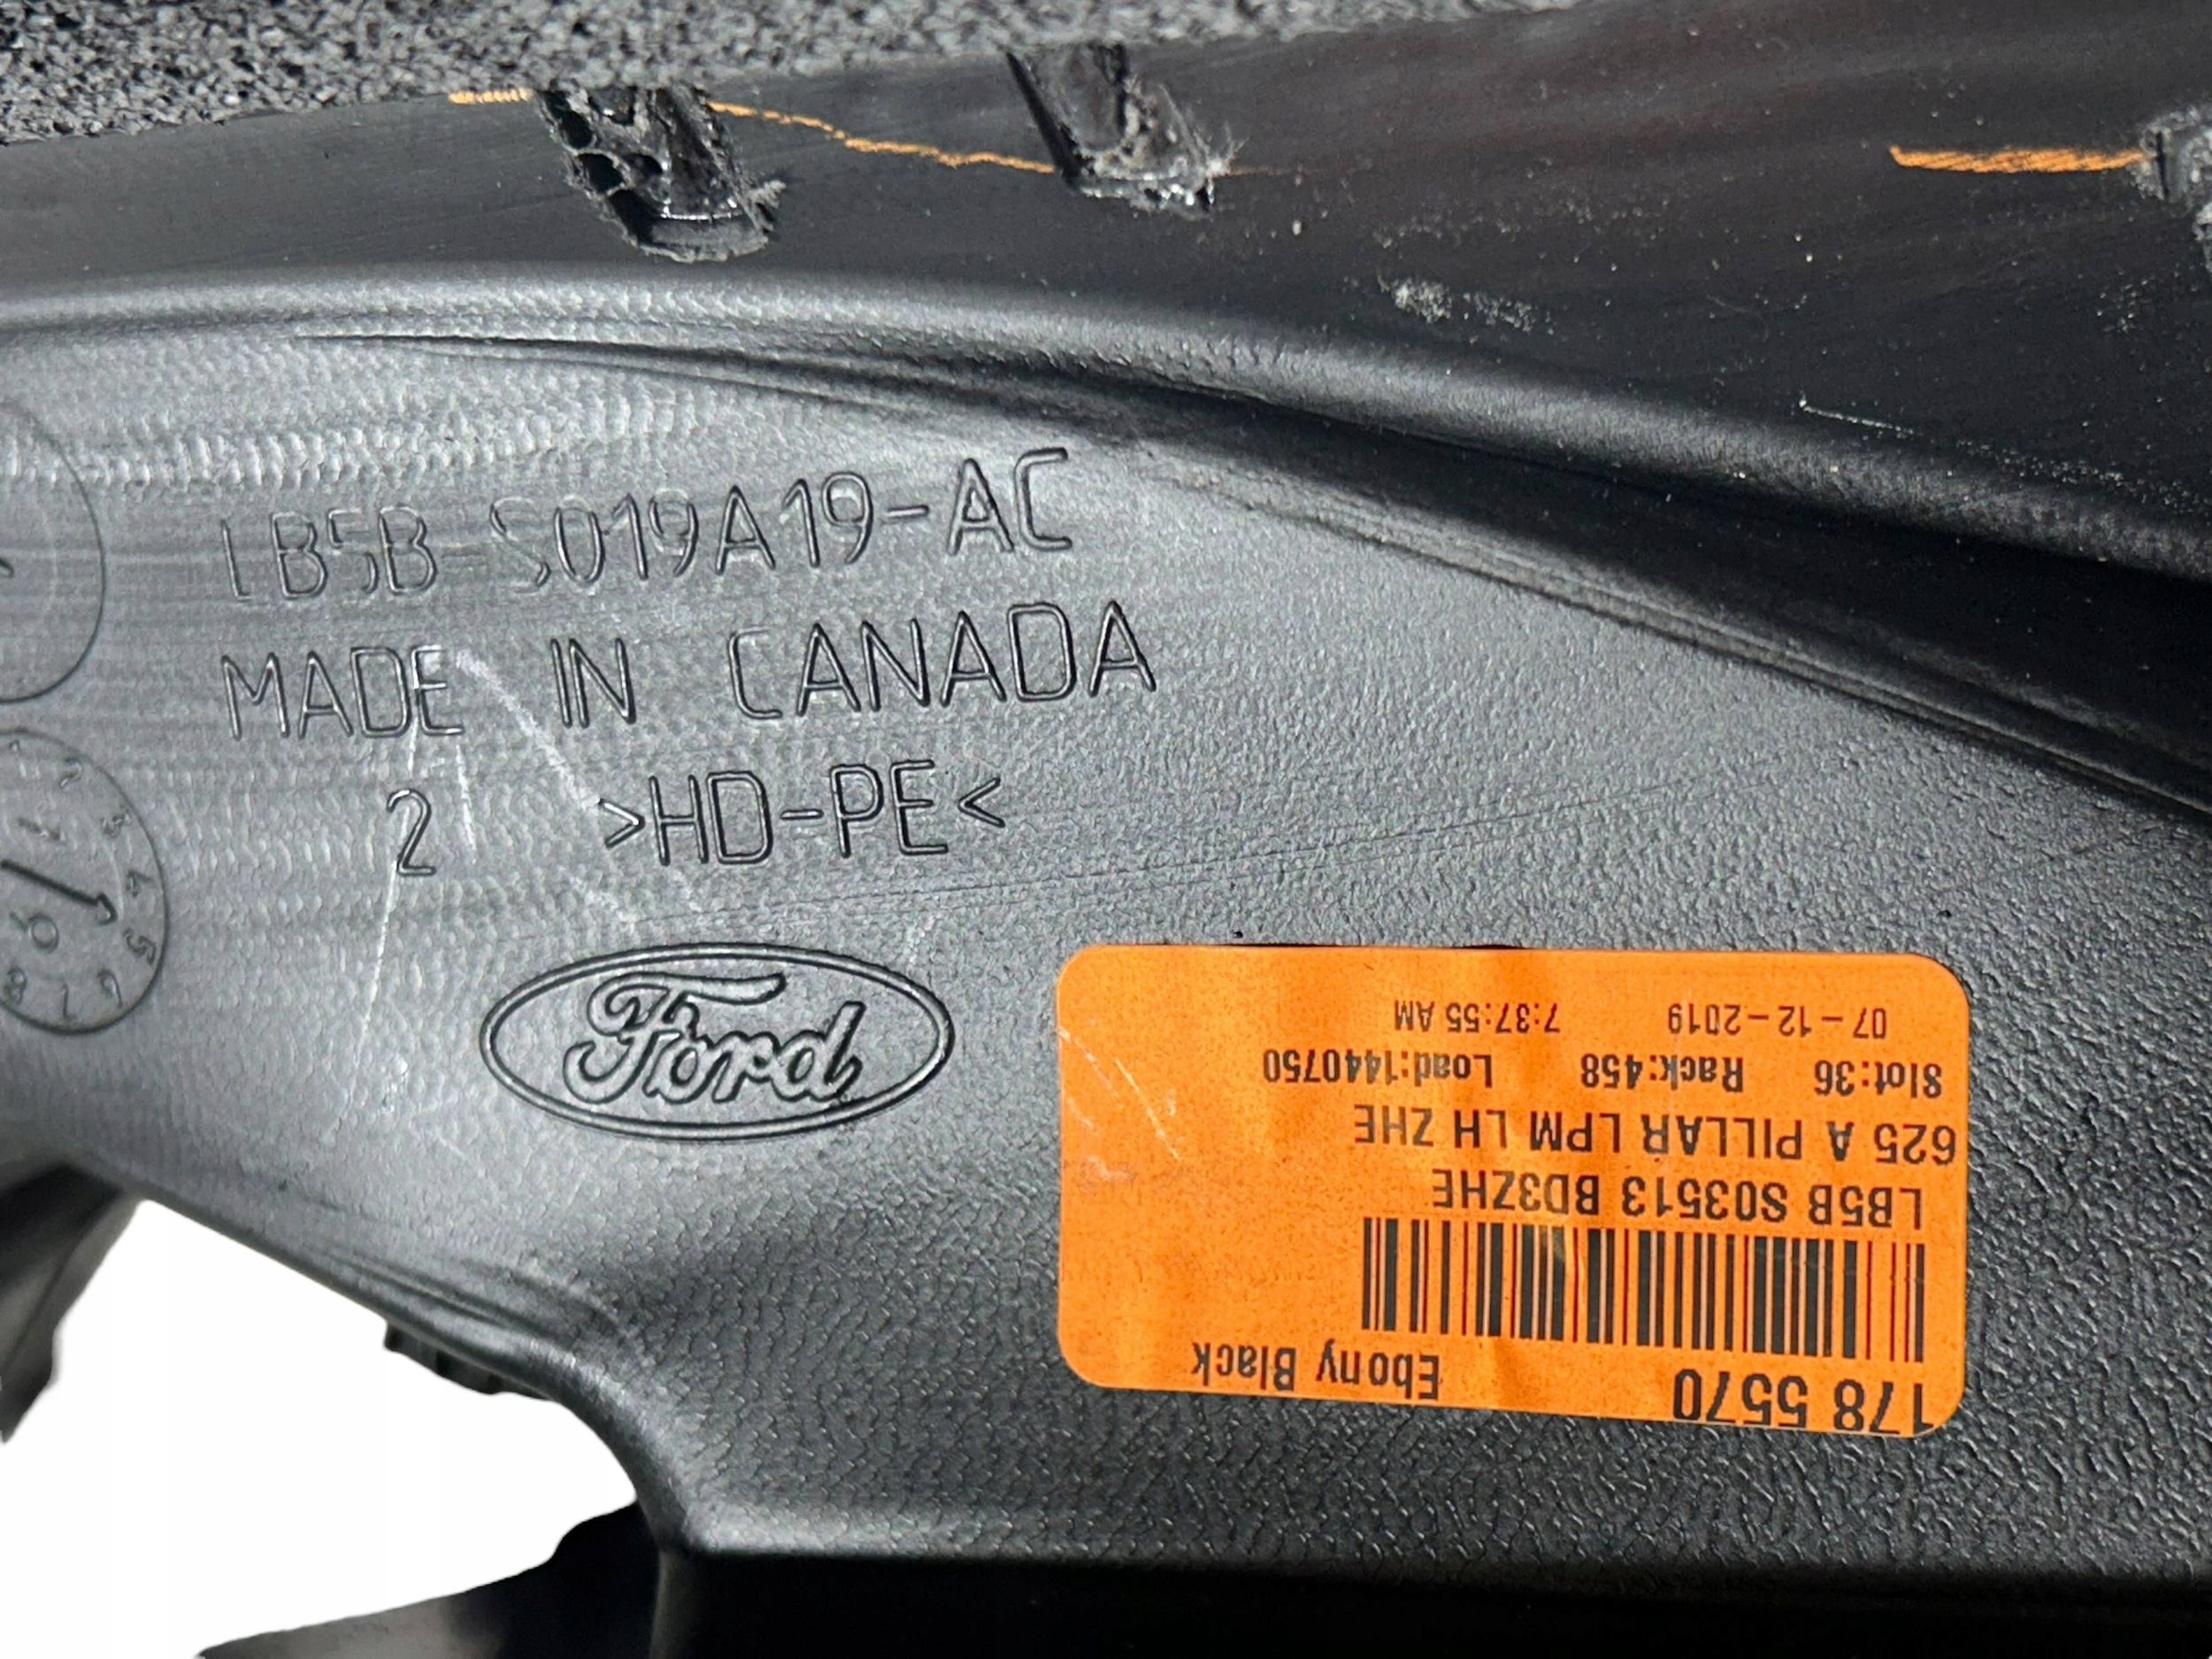 LB5B-S019A19-AC
MADE IN CANADA
2 >HD-PE<
Ford
178 5570 Ebony Black
LB5B S03513 BD3ZHE
625 A PILLAR LPM LH ZHE
Slot:36 Rack:458 Load:1440750
07-12-2019 7:37:55 AM